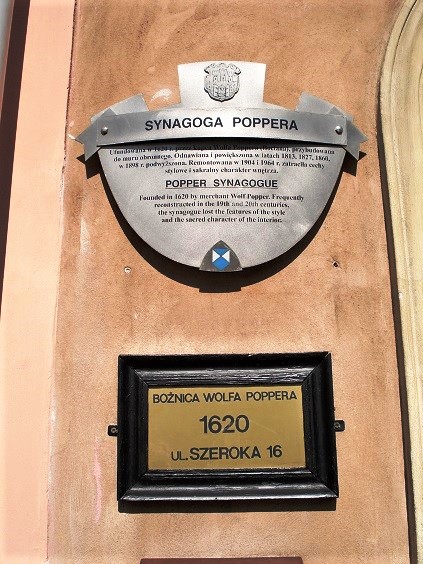 SYNAGOGA POPPERA
do muru obronnego. Odnawiana i powiększona w latach 1813, 1827, 1860,
w 1898 r. podwyższona. Remontowana w 1904 i 1964 r. zatraciła cechy
stylowe i sakralny charakter wnętrza.
POPPER SYNAGOGUE
Founded in 1620 by merchant Wolf Popper. Frequently
reconstructed in the 19th and 20th centuries,
the synagogue lost the features of the style
and the sacred character of the interior.
BOŻNICA WOLFA POPPERA
1620
UL. SZEROKA 16